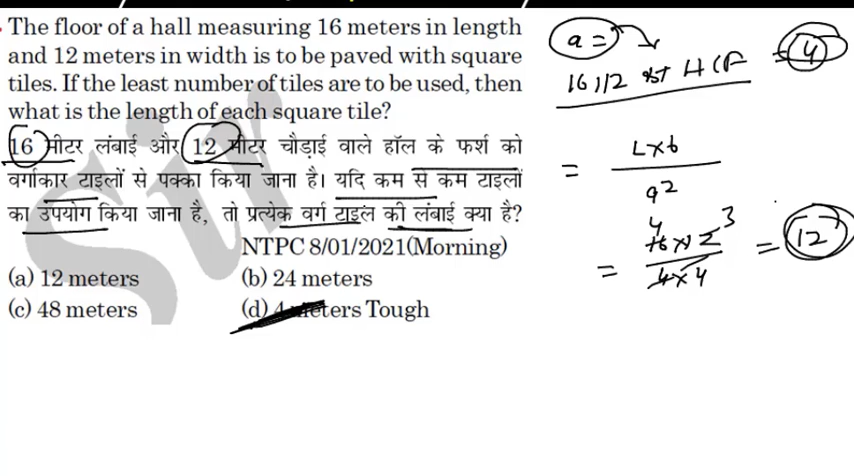 The floor of a hall measuring 16 meters in length
and 12 meters in width is to be paved with square
tiles. If the least number of tiles are to be used, then
what is the length of each square tile?
16 मीटर लंबाई और 12 मीटर चौड़ाई वाले हॉल के फर्श को
वर्गाकार टाइलों से पक्का किया जाना है। यदि कम से कम टाइलों
का उपयोग किया जाना है, तो प्रत्येक वर्ग टाइल की लंबाई क्या है?
NTPC 8/01/2021(Morning)
(a) 12 meters (b) 24 meters
(c) 48 meters (d) 4 meters Tough
Sir
a =
16, 12 का HCF = 4
= L×b
a2
4 3
= 16×12 = 12
4×4